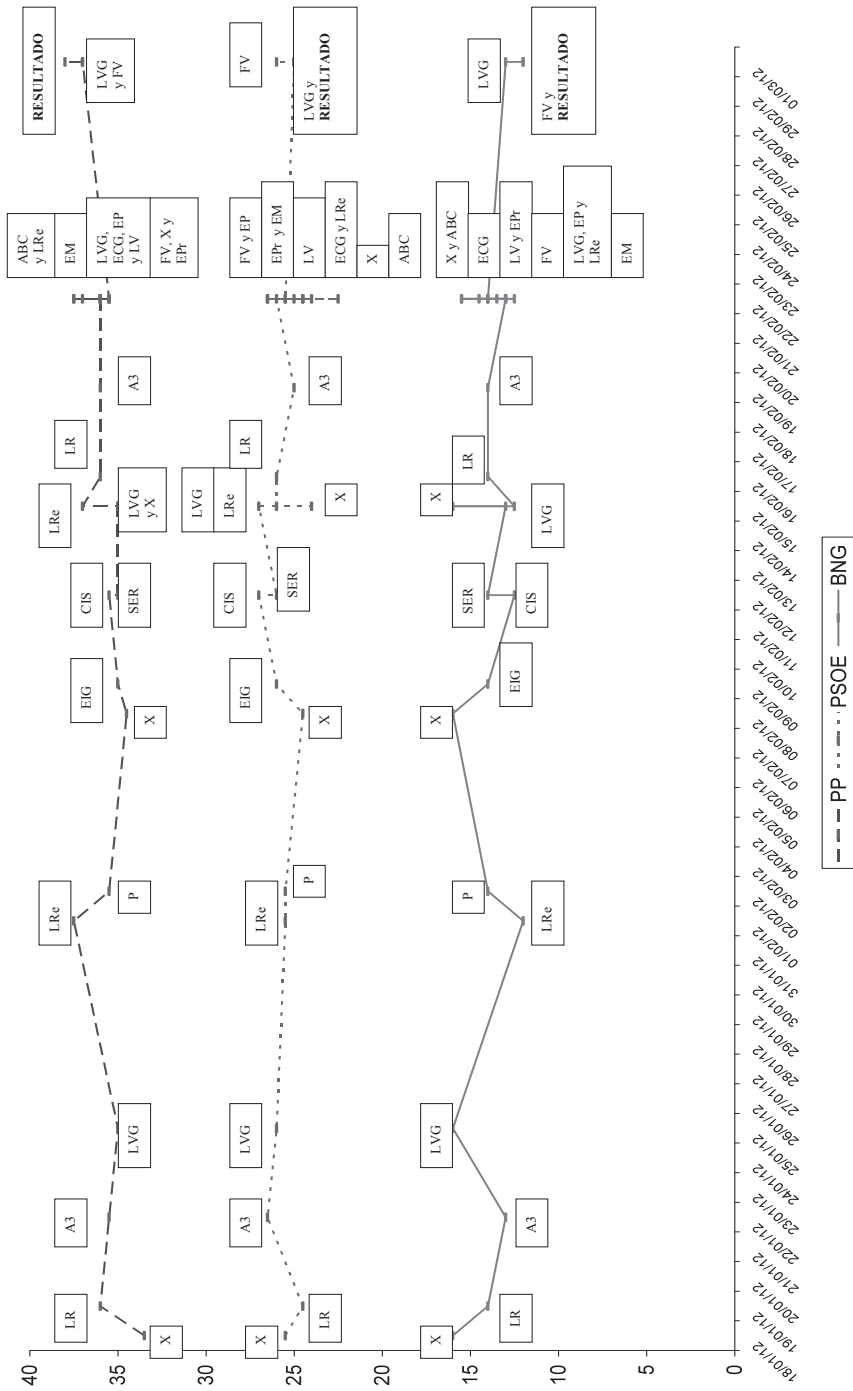 RESULTADO
LVG
y FV
ABC
y LRe
EM
LVG,
ECG, EP
y LV
FV, X y
EPr
A3
LR
LRe
LVG
y X
CIS
SER
EIG
X
LRe
P
LVG
A3
LR
X
FV
LVG y
RESULTADO
FV y EP
EPr y EM
LV
ECG y LRe
X
ABC
A3
LR
LVG
LRe
X
CIS
SER
EIG
X
LRe
P
LVG
A3
X
LR
LVG
FV y
RESULTADO
X y ABC
ECG
LV y EPr
FV
LVG, EP y
LRe
EM
A3
LR
X
LVG
SER
CIS
EIG
X
P
LRe
LVG
A3
X
LR
40
35
30
25
20
15
10
5
0
18/01/12
19/01/12
20/01/12
21/01/12
22/01/12
23/01/12
24/01/12
25/01/12
26/01/12
27/01/12
28/01/12
29/01/12
30/01/12
31/01/12
01/02/12
02/02/12
03/02/12
04/02/12
05/02/12
06/02/12
07/02/12
08/02/12
09/02/12
10/02/12
11/02/12
12/02/12
13/02/12
14/02/12
15/02/12
16/02/12
17/02/12
18/02/12
19/02/12
20/02/12
21/02/12
22/02/12
23/02/12
24/02/12
25/02/12
26/02/12
27/02/12
28/02/12
29/02/12
01/03/12
PP
PSOE
BNG